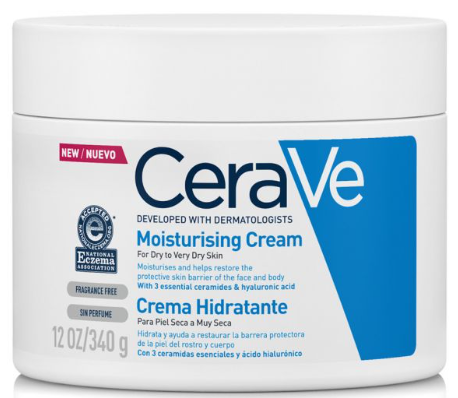 NEW / NUEVO
CeraVe
DEVELOPED WITH DERMATOLOGISTS
ACCEPTED
NATIONALECZEMA.ORG
NATIONAL
Eczema
ASSOCIATION
Moisturising Cream
For Dry to Very Dry Skin
Moisturises and helps restore the
protective skin barrier of the face and body
With 3 essential ceramides & hyaluronic acid
FRAGRANCE FREE
SIN PERFUME
Crema Hidratante
Para Piel Seca a Muy Seca
Hidrata y ayuda a restaurar la barrera protectora
de la piel del rostro y cuerpo
Con 3 ceramidas esenciales y ácido hialurónico
12 OZ/340 g